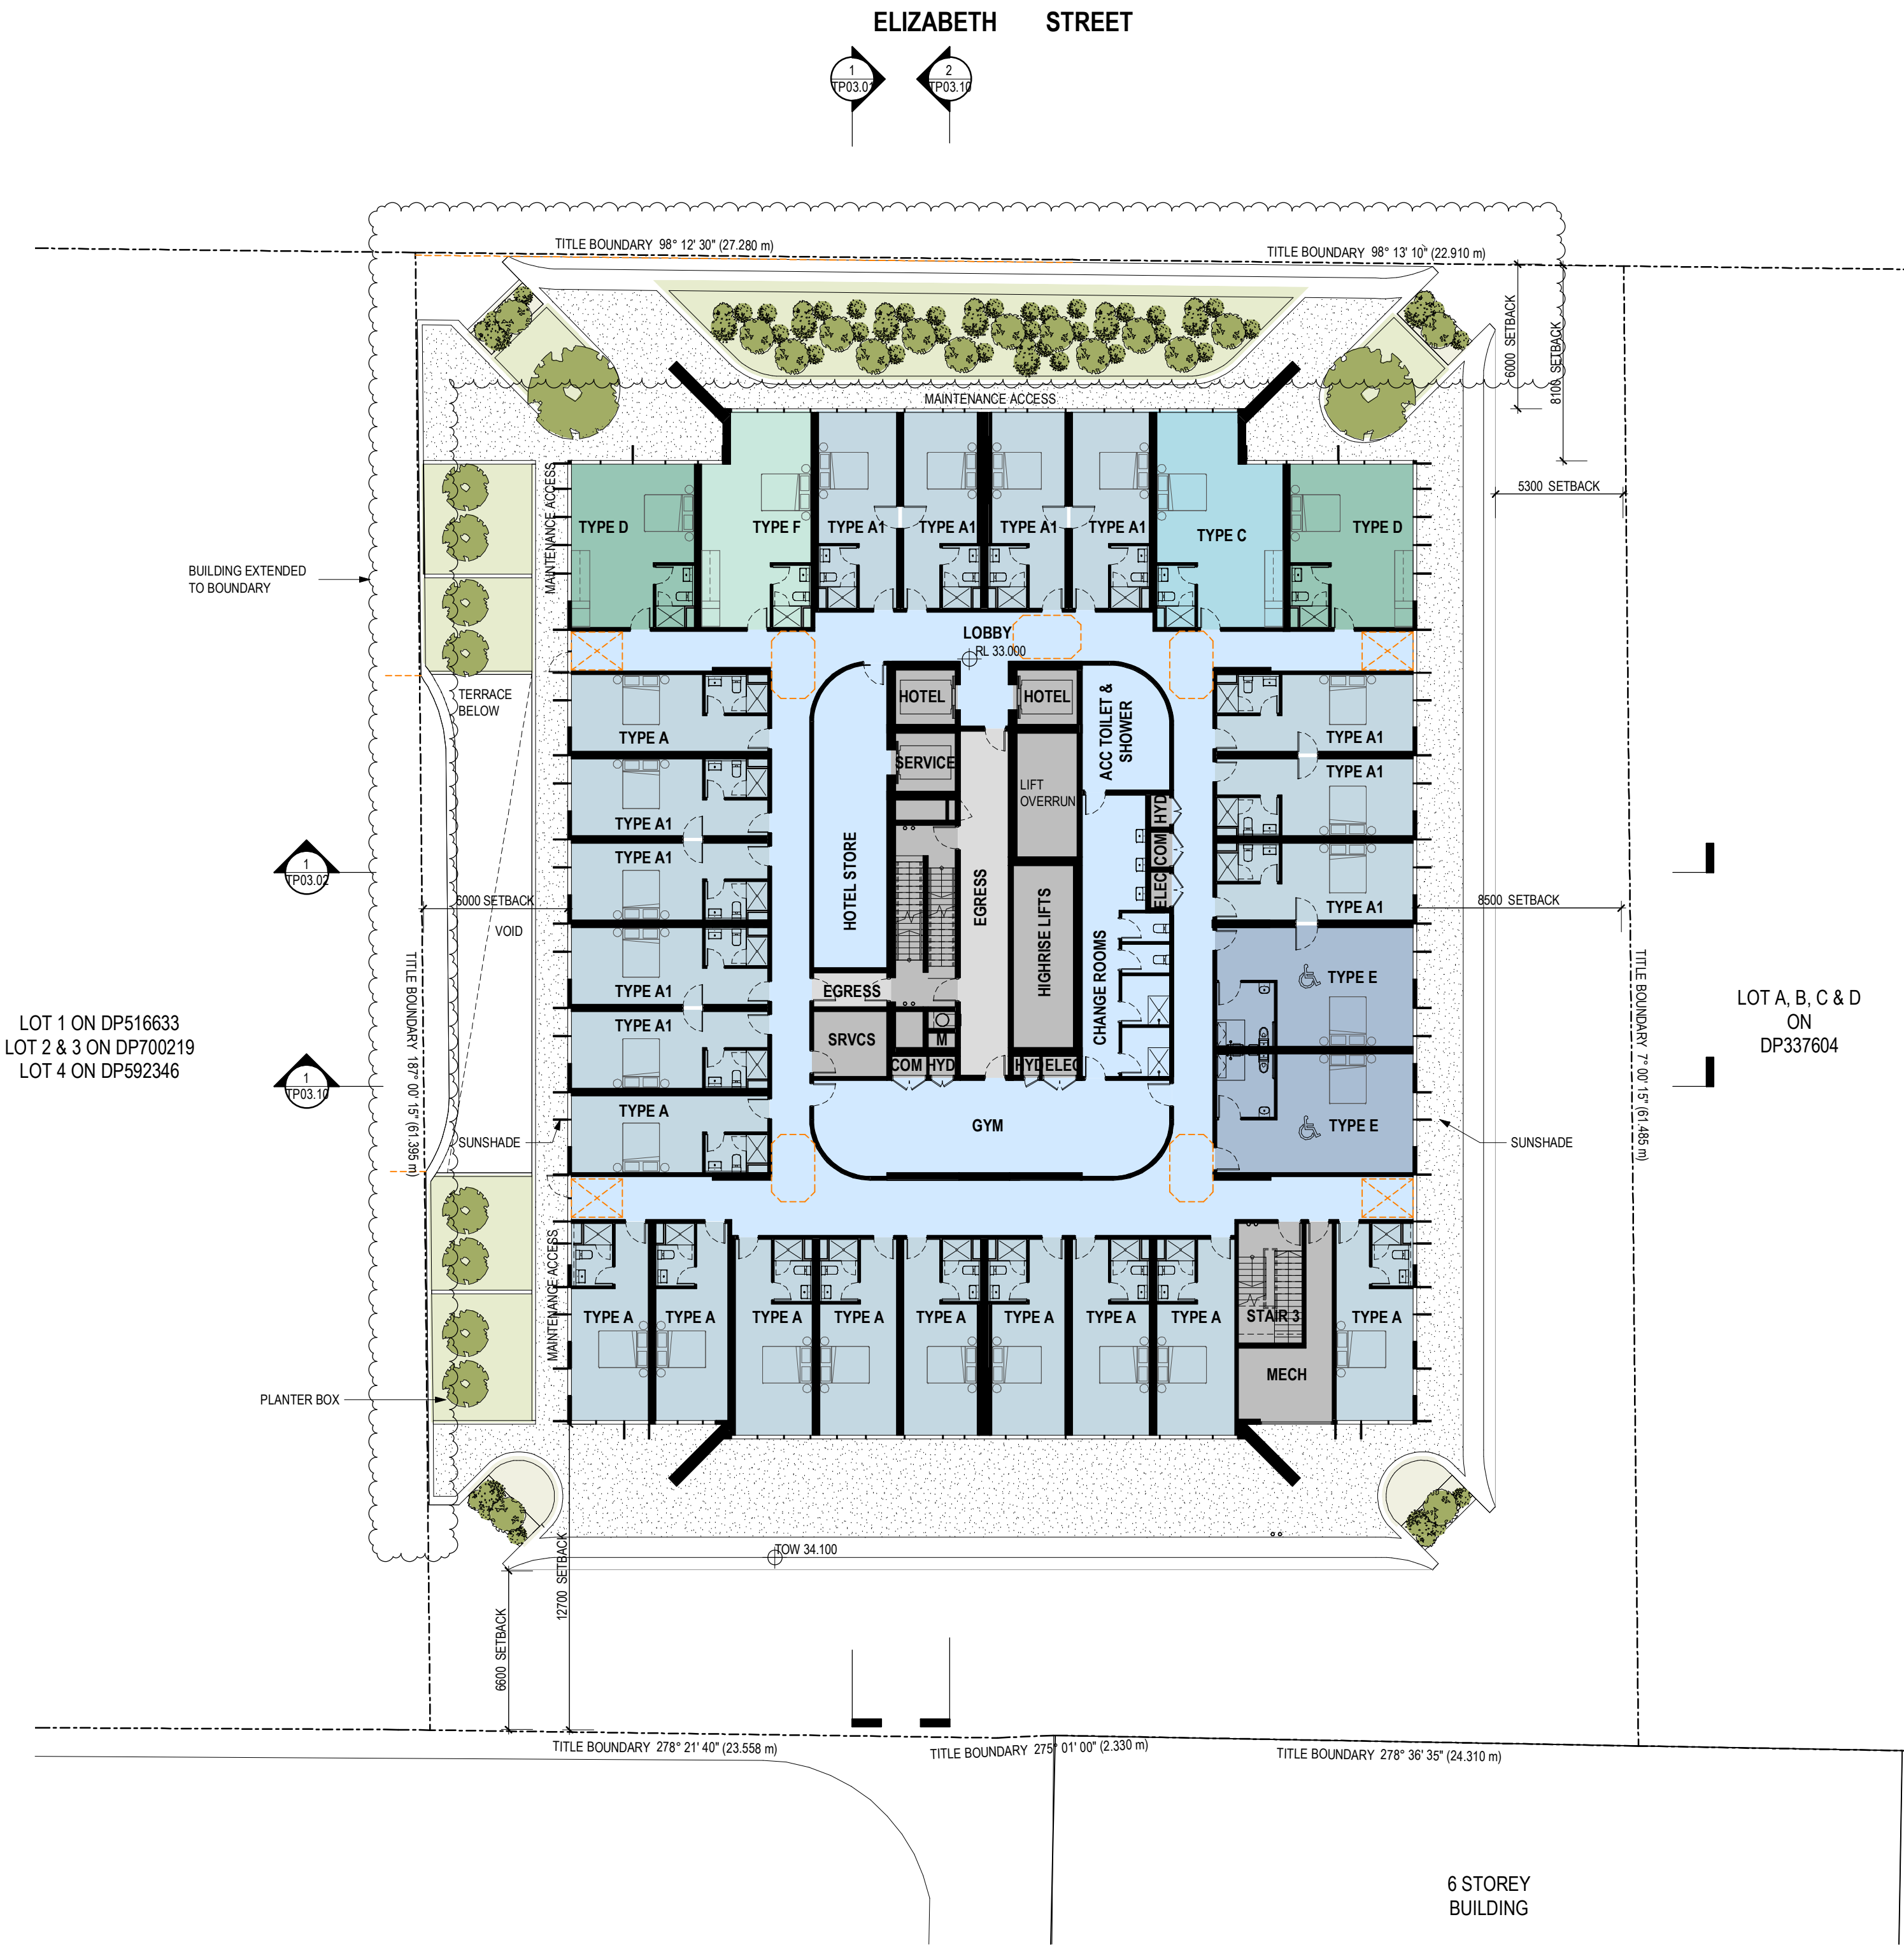 ELIZABETH STREET
1
TP03.01
2
TP03.10
TITLE BOUNDARY 98° 12' 30" (27.280 m)
TITLE BOUNDARY 98° 13' 10" (22.910 m)
6000 SETBACK
8100 SETBACK
MAINTENANCE ACCESS
MAINTENANCE ACCESS
5300 SETBACK
TYPE D
TYPE F
TYPE A1
TYPE A1
TYPE A1
TYPE A1
TYPE C
TYPE D
BUILDING EXTENDED
TO BOUNDARY
LOBBY
RL 33.000
TERRACE
BELOW
HOTEL
HOTEL
ACC TOILET &
SHOWER
TYPE A
TYPE A1
SERVICE
LIFT
OVERRUN
TYPE A1
TYPE A1
HYD
COM
ELEC
TYPE A1
HOTEL STORE
EGRESS
HIGHRISE LIFTS
CHANGE ROOMS
1
TP03.02
6000 SETBACK
VOID
TYPE A1
8500 SETBACK
TYPE A1
TYPE E
EGRESS
TITLE BOUNDARY 187° 00' 15" (61.395 m)
TITLE BOUNDARY 7° 00' 15" (61.485 m)
LOT 1 ON DP516633
LOT 2 & 3 ON DP700219
LOT 4 ON DP592346
LOT A, B, C & D
ON
DP337604
TYPE A1
SRVCS
M
COM
HYD
HYD
ELEC
1
TP03.10
TYPE A
GYM
TYPE E
SUNSHADE
SUNSHADE
MAINTENANCE ACCESS
TYPE A
TYPE A
TYPE A
TYPE A
TYPE A
TYPE A
TYPE A
TYPE A
STAIR 3
TYPE A
MECH
PLANTER BOX
TOW 34.100
12700 SETBACK
6600 SETBACK
TITLE BOUNDARY 278° 21' 40" (23.558 m)
TITLE BOUNDARY 275° 01' 00" (2.330 m)
TITLE BOUNDARY 278° 36' 35" (24.310 m)
6 STOREY
BUILDING